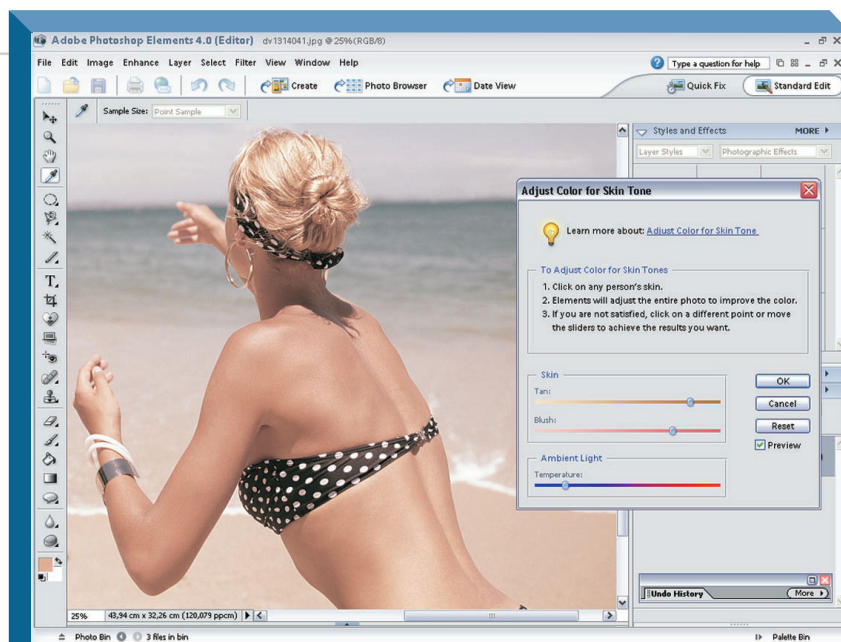 Adobe Photoshop Elements 4.0 (Editor) dv1314041.jpg @ 25% (RGB/8)
File Edit Image Enhance Layer Select Filter View Window Help
Type a question for help
Create Photo Browser Date View
Quick Fix Standard Edit
Sample Size: Point Sample
Styles and Effects MORE
Layer Styles Photographic Effects
Adjust Color for Skin Tone
Learn more about: Adjust Color for Skin Tone
To Adjust Color for Skin Tones
1. Click on any person's skin.
2. Elements will adjust the entire photo to improve the color.
3. If you are not satisfied, click on a different point or move
the sliders to achieve the results you want.
Skin
Tan:
Blush:
OK
Cancel
Reset
Preview
Ambient Light
Temperature:
Undo History More
25% 43,94 cm x 32,26 cm (120,079 ppcm)
Photo Bin 3 files in bin
Palette Bin